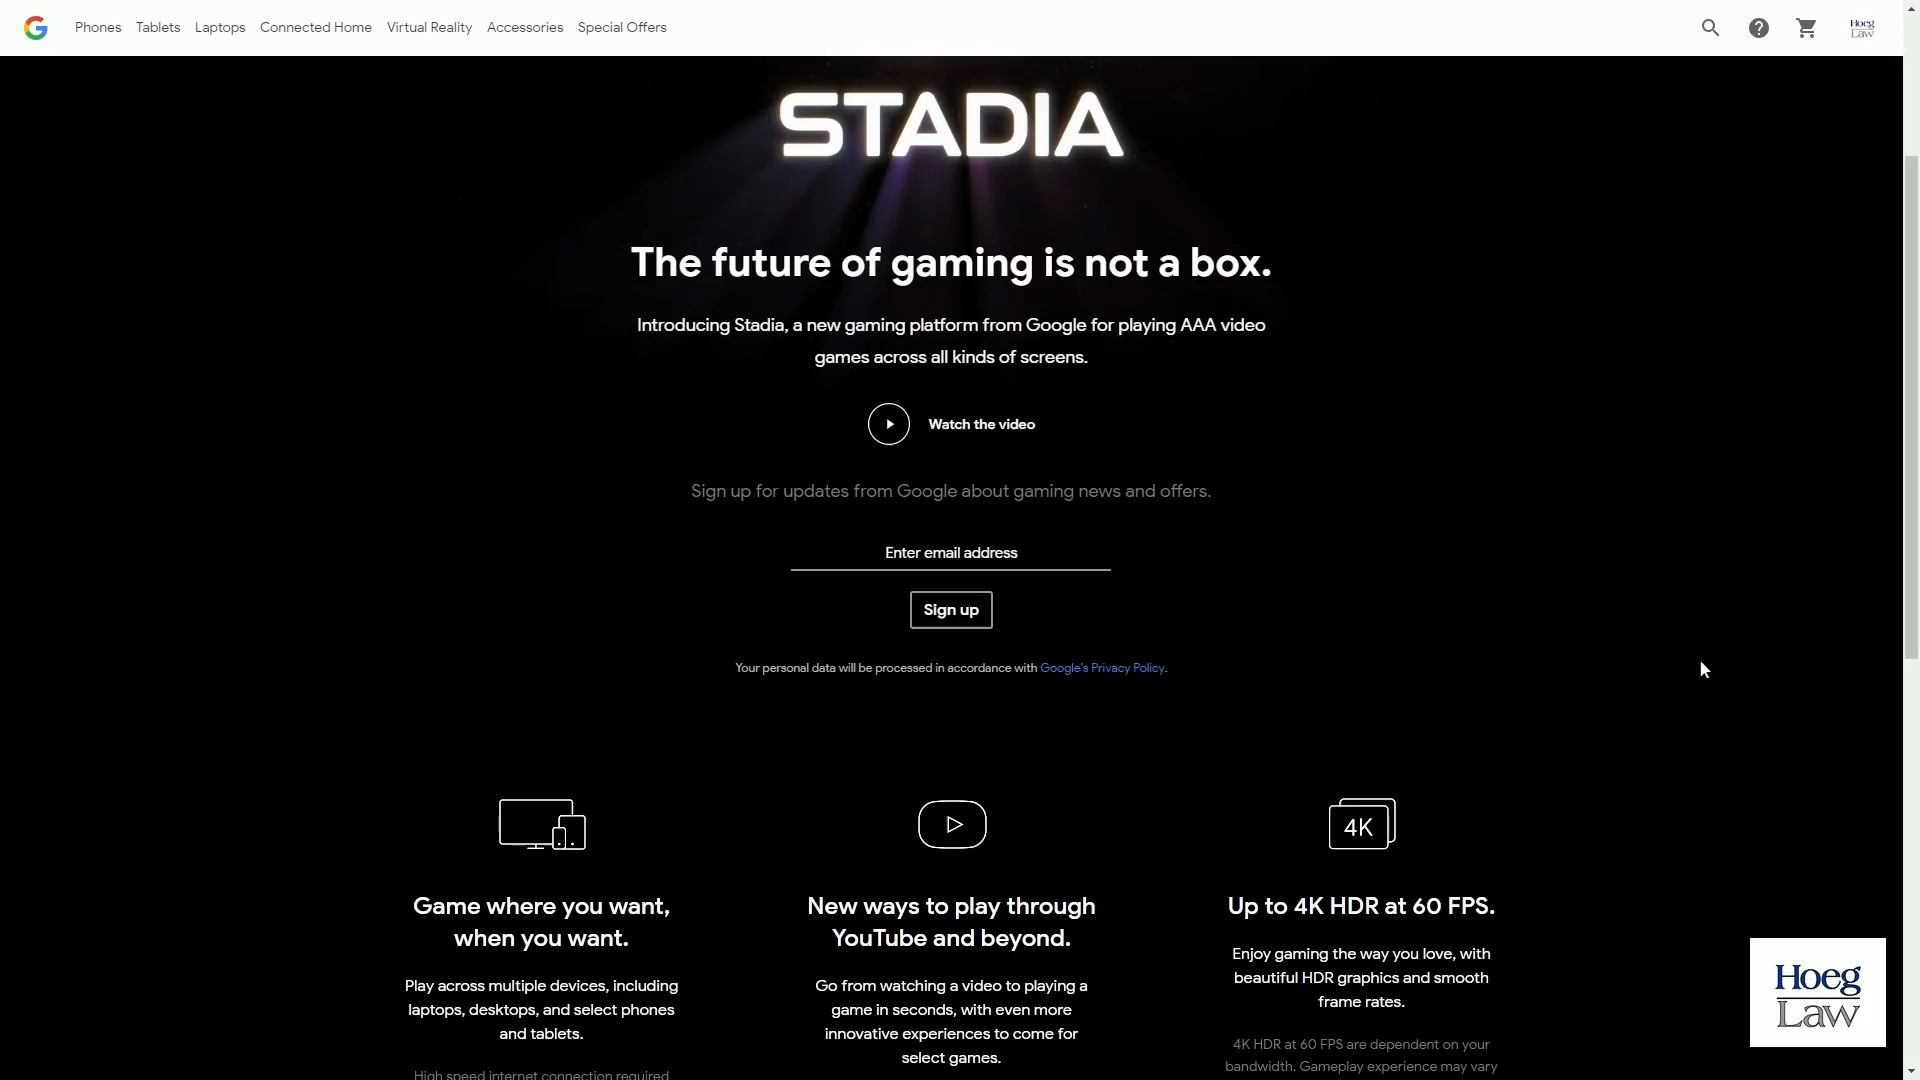 Phones Tablets Laptops Connected Home Virtual Reality Accessories Special Offers
Hoeg
Law
STADIA
The future of gaming is not a box.
Introducing Stadia, a new gaming platform from Google for playing AAA video
games across all kinds of screens.
Watch the video
Sign up for updates from Google about gaming news and offers.
Enter email address
Sign up
Your personal data will be processed in accordance with Google's Privacy Policy.
4K
Game where you want,
when you want.
Play across multiple devices, including
laptops, desktops, and select phones
and tablets.
High speed internet connection required
New ways to play through
YouTube and beyond.
Go from watching a video to playing a
game in seconds, with even more
innovative experiences to come for
select games.
Up to 4K HDR at 60 FPS.
Enjoy gaming the way you love, with
beautiful HDR graphics and smooth
frame rates.
4K HDR at 60 FPS are dependent on your
bandwidth. Gameplay experience may vary
Hoeg
Law